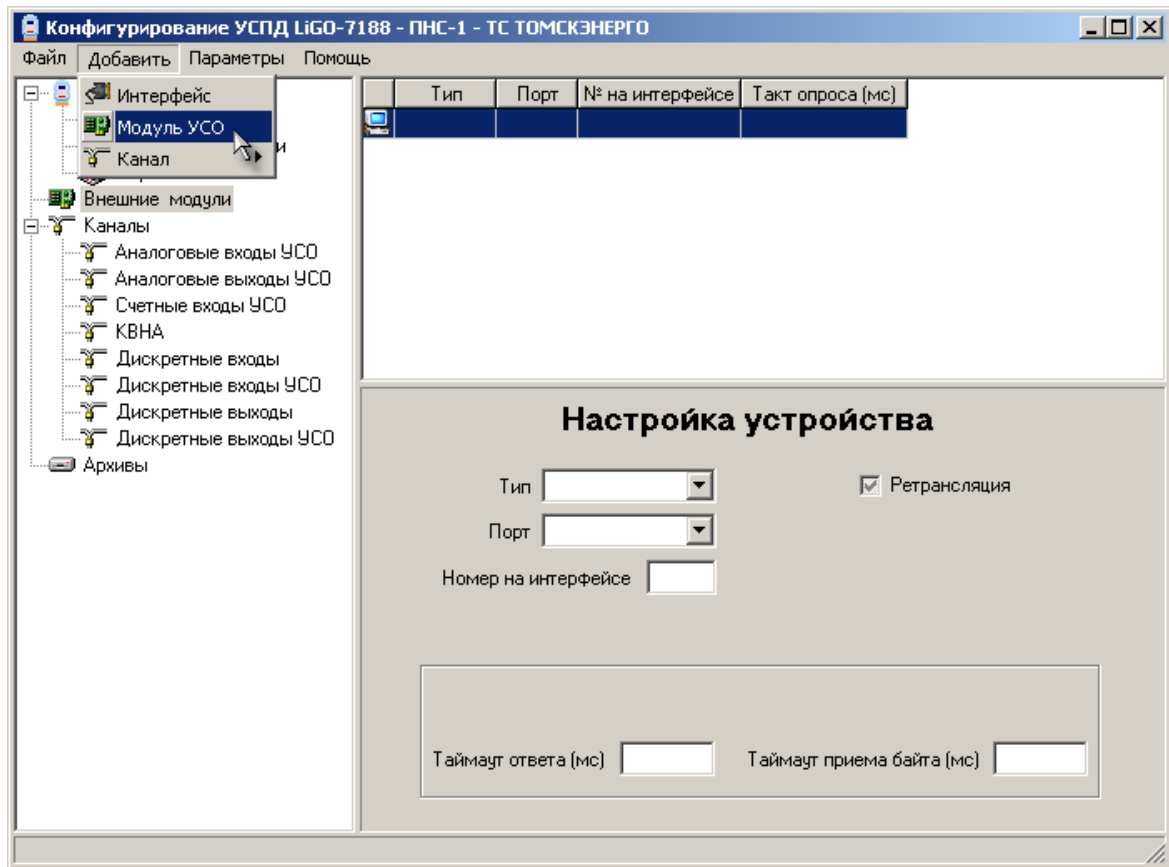 Конфигурирование УСПД LiGO-7188 - ПНС-1 - ТС ТОМСКЭНЕРГО
Файл Добавить Параметры Помощь
Интерфейс
Модуль УСО
Канал
Внешние модули
Каналы
Аналоговые входы УСО
Аналоговые выходы УСО
Счетные входы УСО
КВНА
Дискретные входы
Дискретные входы УСО
Дискретные выходы
Дискретные выходы УСО
Архивы
Тип Порт № на интерфейсе Такт опроса (мс)
Настройка устройства
Тип
Ретрансляция
Порт
Номер на интерфейсе
Таймаут ответа (мс) Таймаут приема байта (мс)